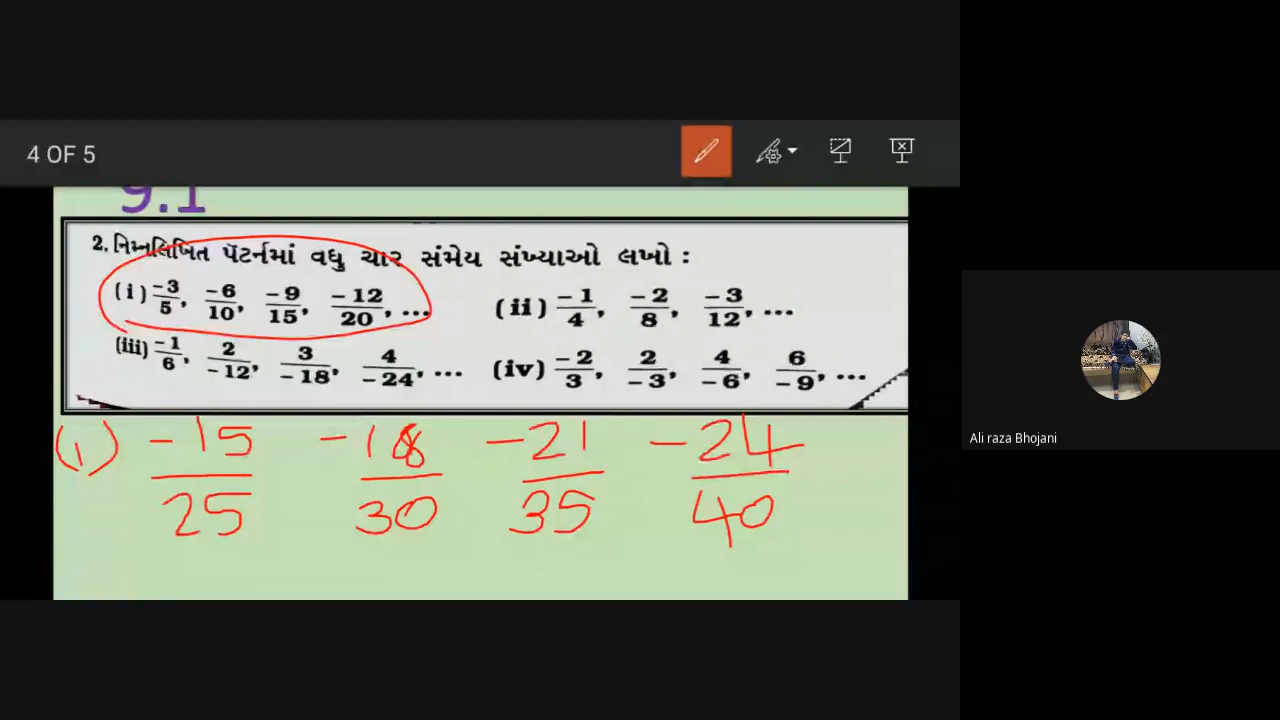 4 OF 5
9.1
2. નિમ્નલિખિત પૅટર્નમાં વધુ ચાર સંમેય સંખ્યાઓ લખો :
(i) -3/5, -6/10, -9/15, -12/20, ... (ii) -1/4, -2/8, -3/12, ...
(iii) -1/6, 2/-12, 3/-18, 4/-24, ... (iv) -2/3, 2/-3, 4/-6, 6/-9, ...
(i) -15/25 -18/30 -21/35 -24/40
Ali raza Bhojani